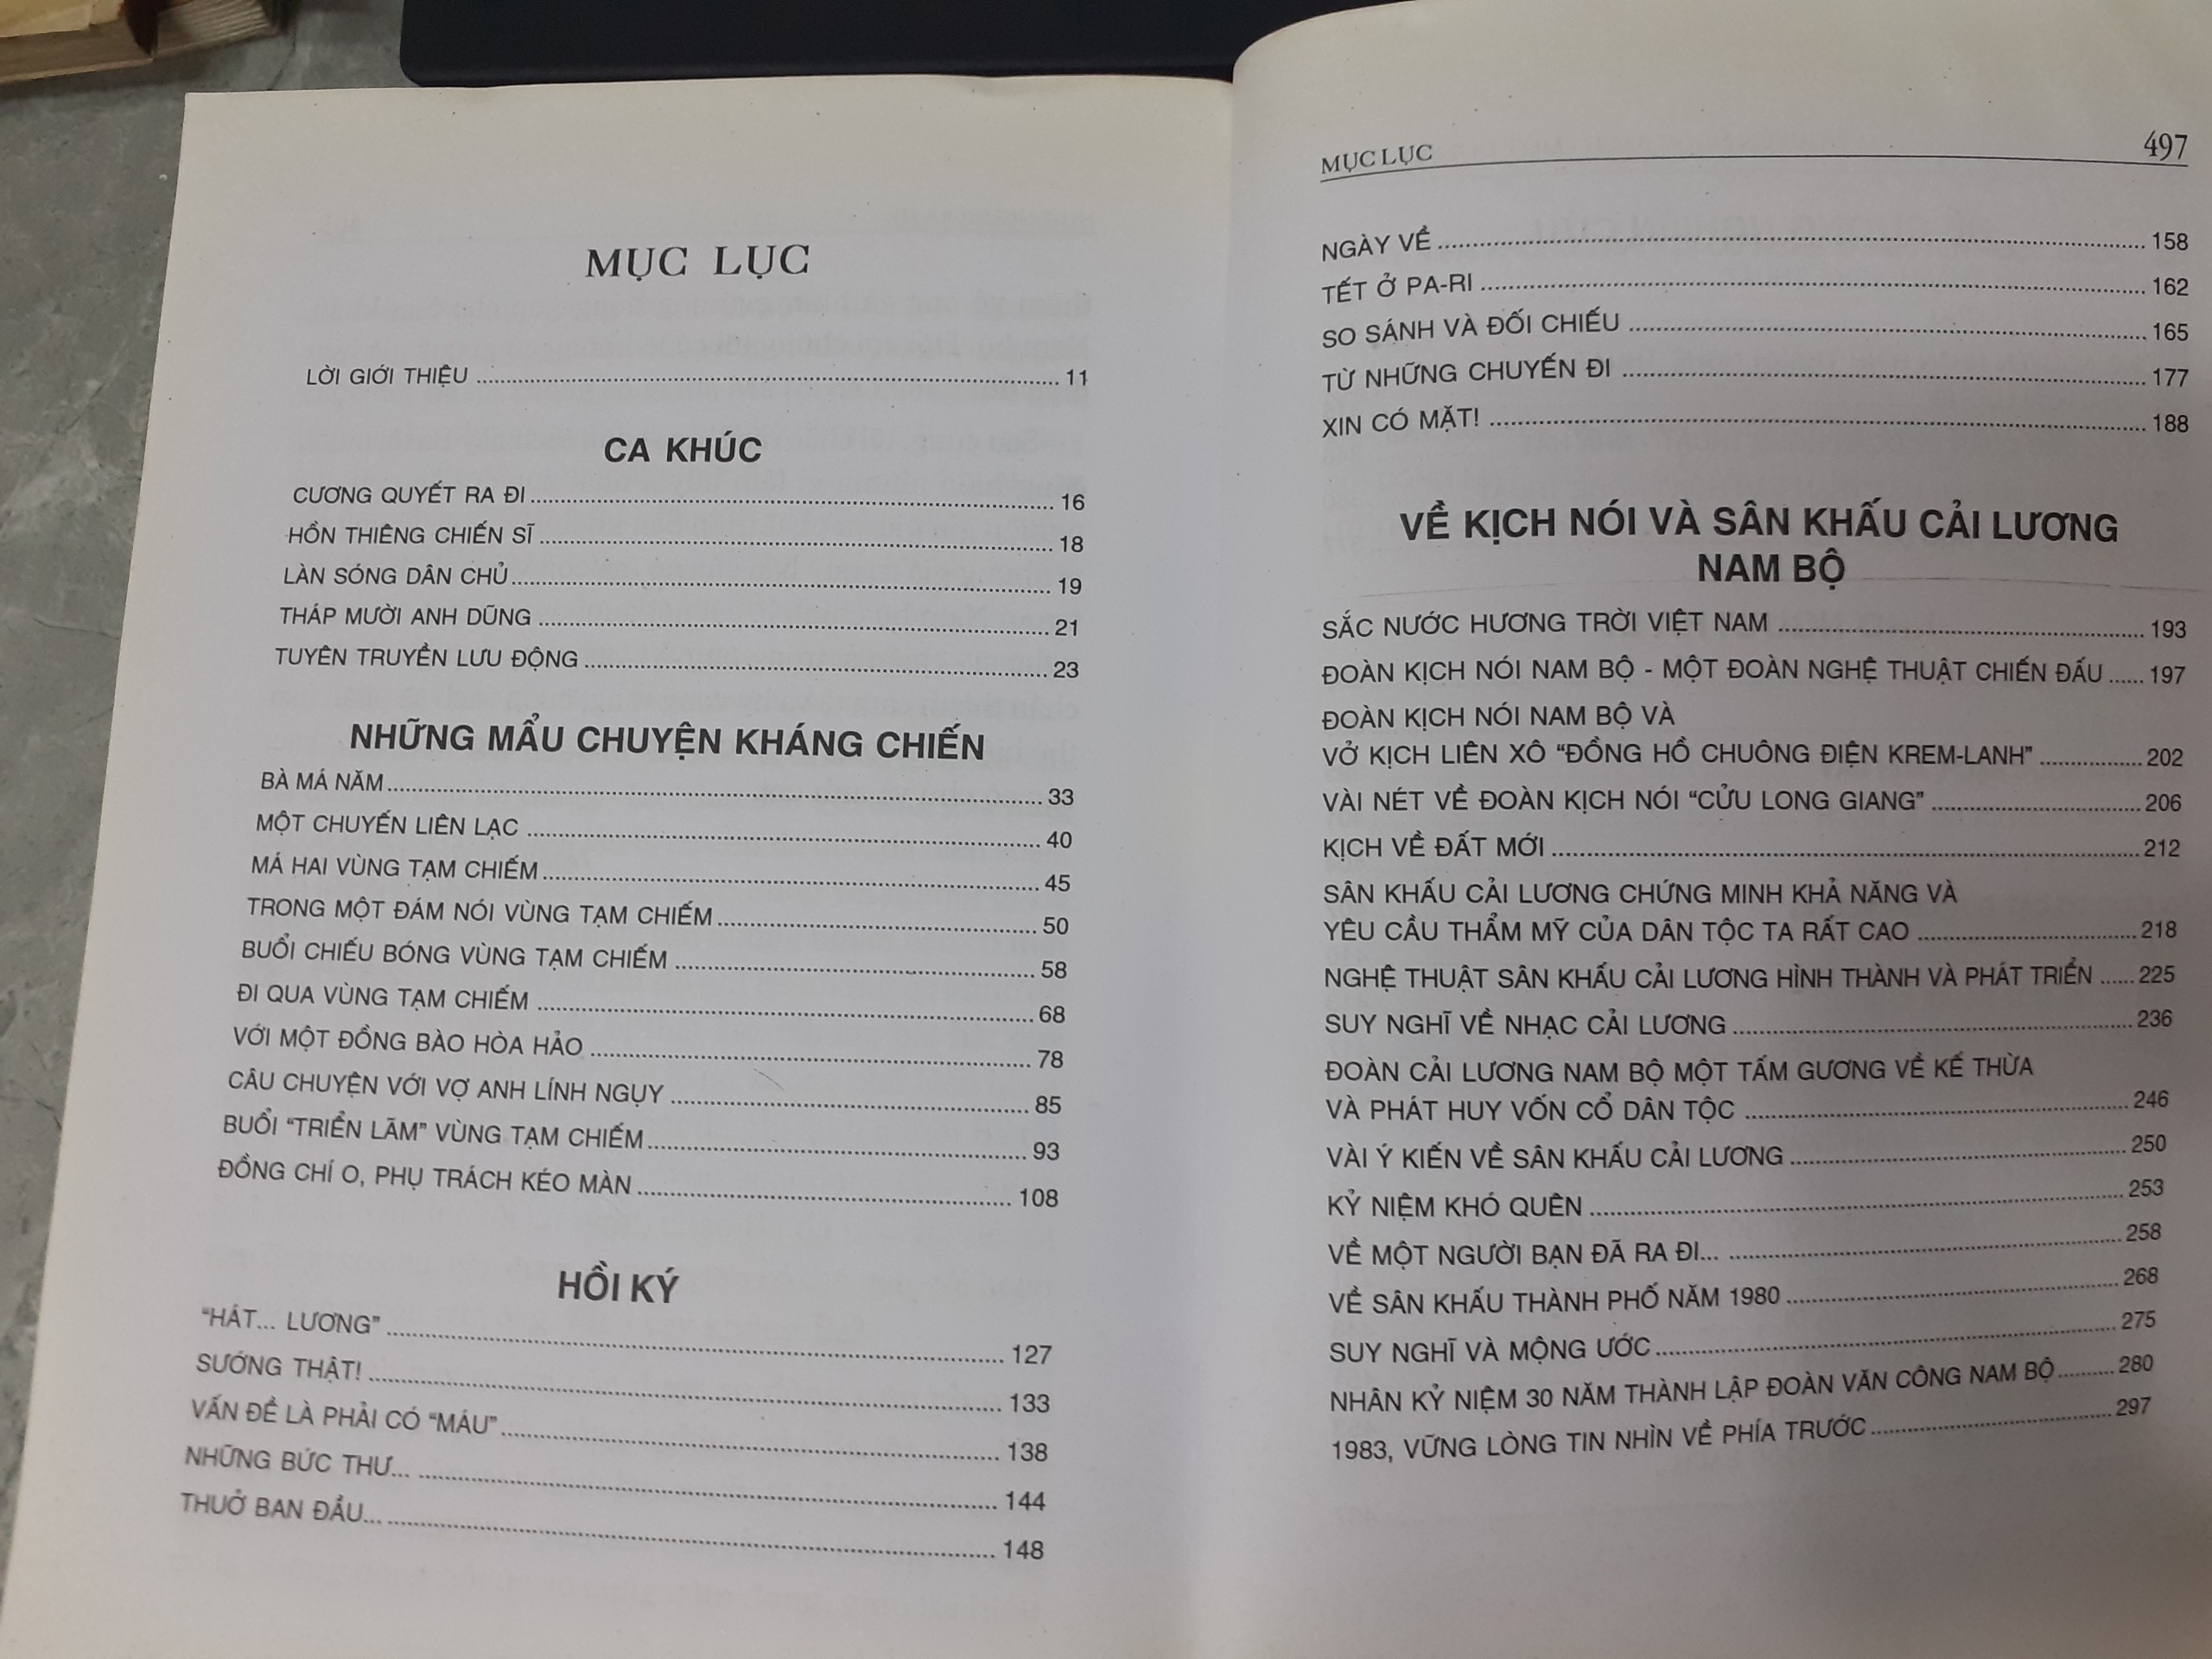 MỤC LỤC
LỜI GIỚI THIỆU ........ 11
CA KHÚC
CƯƠNG QUYẾT RA ĐI ........ 16
HỒN THIÊNG CHIẾN SĨ ........ 18
LÀN SÓNG DÂN CHỦ ........ 19
THÁP MƯỜI ANH DŨNG ........ 21
TUYÊN TRUYỀN LƯU ĐỘNG ........ 23
NHỮNG MẨU CHUYỆN KHÁNG CHIẾN
BÀ MÁ NĂM ........ 33
MỘT CHUYẾN LIÊN LẠC ........ 40
MÁ HAI VÙNG TẠM CHIẾM ........ 45
TRONG MỘT ĐÁM NÓI VÙNG TẠM CHIẾM ........ 50
BUỔI CHIẾU BÓNG VÙNG TẠM CHIẾM ........ 58
ĐI QUA VÙNG TẠM CHIẾM ........ 68
VỚI MỘT ĐỒNG BÀO HÒA HẢO ........ 78
CÂU CHUYỆN VỚI VỢ ANH LÍNH NGỤY ........ 85
BUỔI “TRIỂN LÃM” VÙNG TẠM CHIẾM ........ 93
ĐỒNG CHÍ O, PHỤ TRÁCH KÉO MÀN ........ 108
HỒI KÝ
“HÁT... LƯƠNG” ........ 127
SƯỚNG THẬT! ........ 133
VẤN ĐỀ LÀ PHẢI CÓ “MÁU” ........ 138
NHỮNG BỨC THƯ... ........ 144
THUỞ BAN ĐẦU... ........ 148
MỤC LỤC 497
NGÀY VỀ ........ 158
TẾT Ở PA-RI ........ 162
SO SÁNH VÀ ĐỐI CHIẾU ........ 165
TỪ NHỮNG CHUYẾN ĐI ........ 177
XIN CÓ MẶT! ........ 188
VỀ KỊCH NÓI VÀ SÂN KHẤU CẢI LƯƠNG
NAM BỘ
SẮC NƯỚC HƯƠNG TRỜI VIỆT NAM ........ 193
ĐOÀN KỊCH NÓI NAM BỘ - MỘT ĐOÀN NGHỆ THUẬT CHIẾN ĐẤU ...... 197
ĐOÀN KỊCH NÓI NAM BỘ VÀ
VỞ KỊCH LIÊN XÔ “ĐỒNG HỒ CHUÔNG ĐIỆN KREM-LANH” ........ 202
VÀI NÉT VỀ ĐOÀN KỊCH NÓI “CỬU LONG GIANG” ........ 206
KỊCH VỀ ĐẤT MỚI ........ 212
SÂN KHẤU CẢI LƯƠNG CHỨNG MINH KHẢ NĂNG VÀ
YÊU CẦU THẨM MỸ CỦA DÂN TỘC TA RẤT CAO ........ 218
NGHỆ THUẬT SÂN KHẤU CẢI LƯƠNG HÌNH THÀNH VÀ PHÁT TRIỂN ...... 225
SUY NGHĨ VỀ NHẠC CẢI LƯƠNG ........ 236
ĐOÀN CẢI LƯƠNG NAM BỘ MỘT TẤM GƯƠNG VỀ KẾ THỪA
VÀ PHÁT HUY VỐN CỔ DÂN TỘC ........ 246
VÀI Ý KIẾN VỀ SÂN KHẤU CẢI LƯƠNG ........ 250
KỶ NIỆM KHÓ QUÊN ........ 253
VỀ MỘT NGƯỜI BẠN ĐÃ RA ĐI... ........ 258
VỀ SÂN KHẤU THÀNH PHỐ NĂM 1980 ........ 268
SUY NGHĨ VÀ MỘNG ƯỚC ........ 275
NHÂN KỶ NIỆM 30 NĂM THÀNH LẬP ĐOÀN VĂN CÔNG NAM BỘ ........ 280
1983, VỮNG LÒNG TIN NHÌN VỀ PHÍA TRƯỚC ........ 297